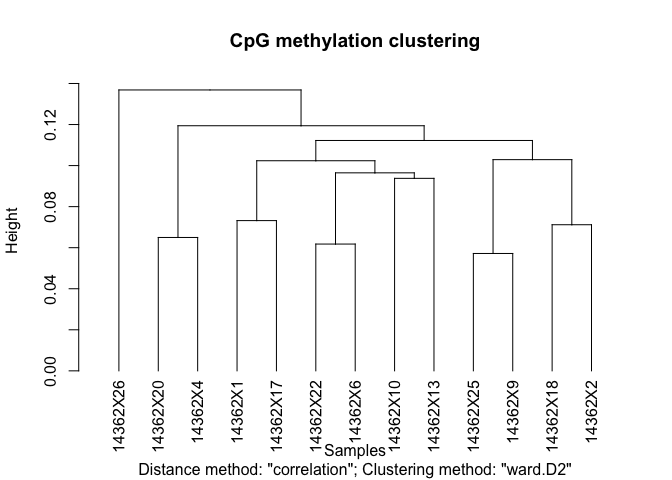 CpG methylation clustering
Height
0.00
0.04
0.08
0.12
14362X26
14362X20
14362X4
14362X1
14362X17
14362X22
14362X6
14362X10
14362X13
14362X25
14362X9
14362X18
14362X2
Samples
Distance method: "correlation"; Clustering method: "ward.D2"